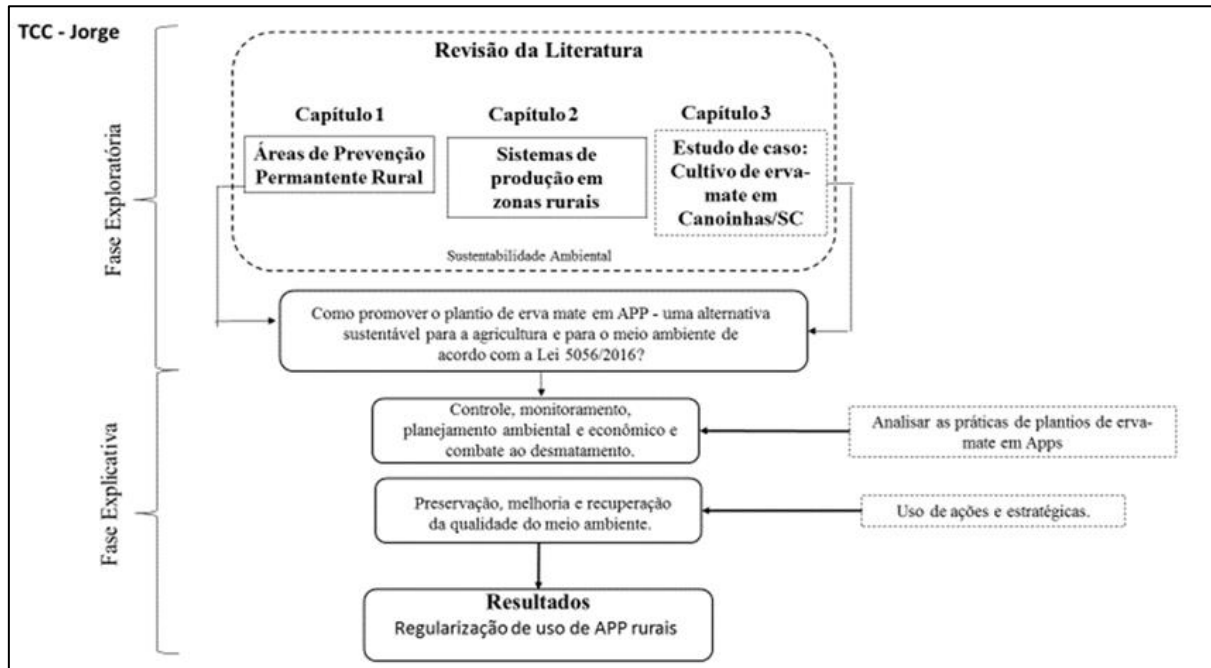 TCC - Jorge
Revisão da Literatura
Fase Exploratória
Capítulo 1
Áreas de Prevenção
Permantente Rural
Capítulo 2
Sistemas de
produção em
zonas rurais
Capítulo 3
Estudo de caso:
Cultivo de erva-
mate em
Canoinhas/SC
Sustentabilidade Ambiental
Como promover o plantio de erva mate em APP - uma alternativa
sustentável para a agricultura e para o meio ambiente de
acordo com a Lei 5056/2016?
Fase Explicativa
Controle, monitoramento,
planejamento ambiental e econômico e
combate ao desmatamento.
Analisar as práticas de plantios de erva-
mate em Apps
Preservação, melhoria e recuperação
da qualidade do meio ambiente.
Uso de ações e estratégicas.
Resultados
Regularização de uso de APP rurais